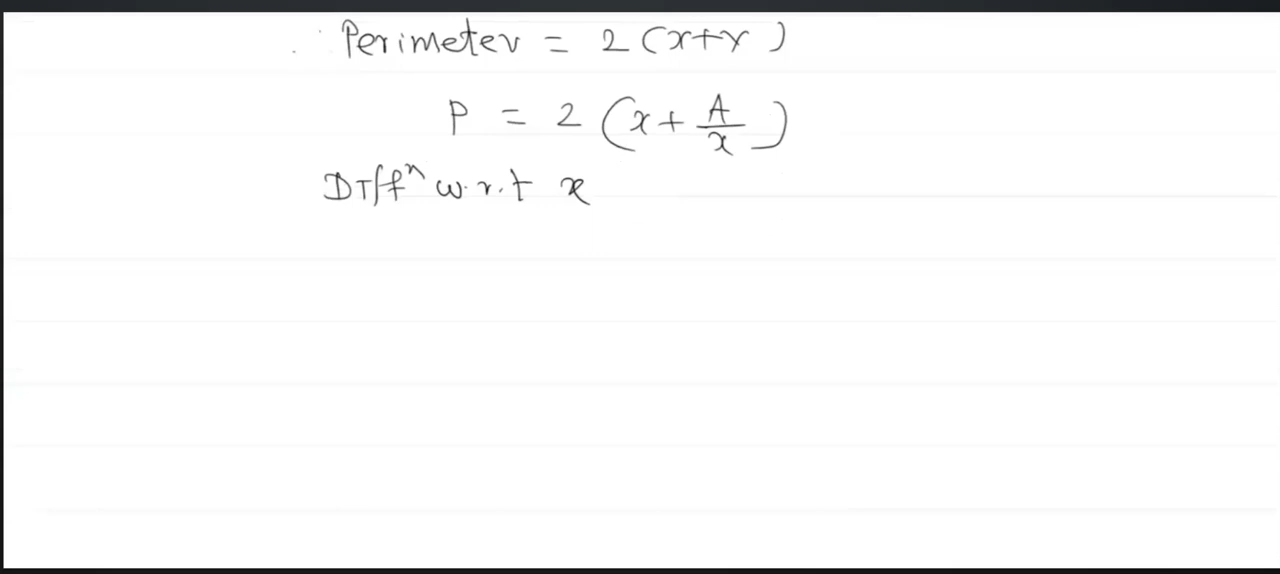 Perimeter = 2 (x+y)
P = 2 (x + A/x)
Diffⁿ w.r.t x